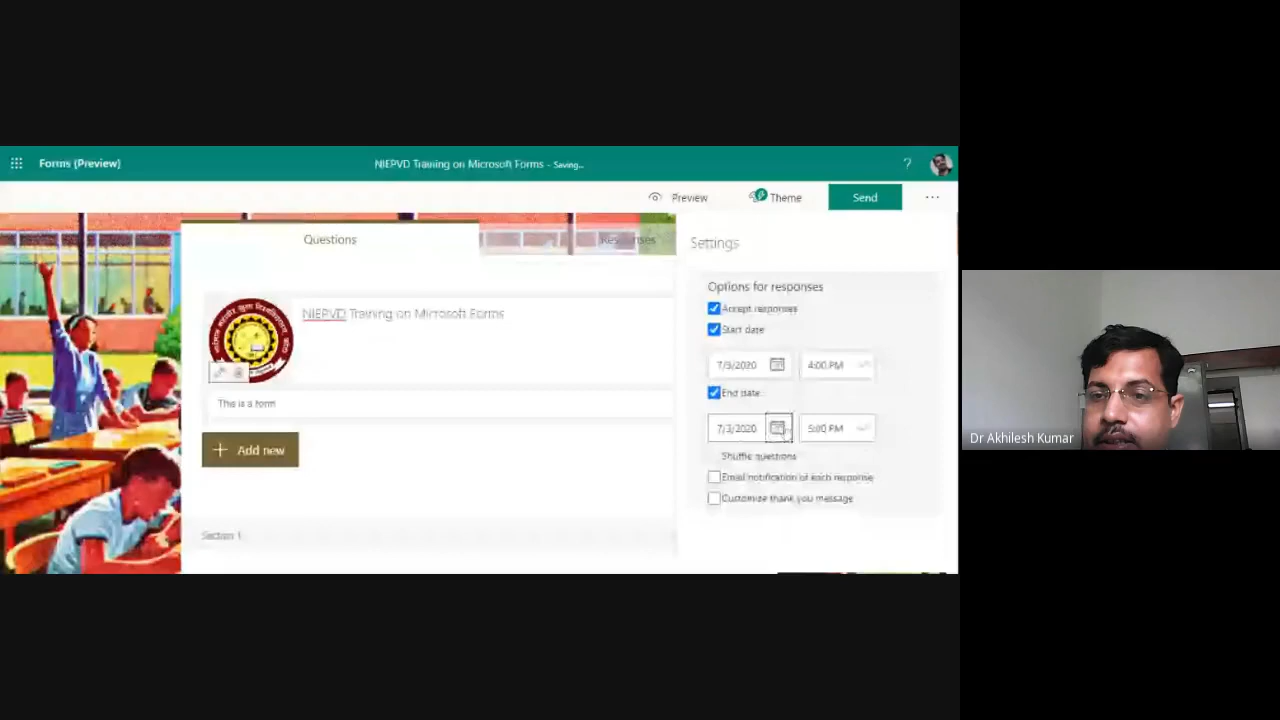 Forms (Preview)
NIEPVD Training on Microsoft Forms - Saving...
?
Preview
Theme
Send
Questions
Responses
Settings
Options for responses
NIEPVD Training on Microsoft Forms
Accept responses
Start date
7/3/2020
4:00 PM
End date
This is a form
7/3/2020
5:00 PM
Add new
Shuffle questions
Email notification of each response
Customize thank you message
Section 1
Dr Akhilesh Kumar